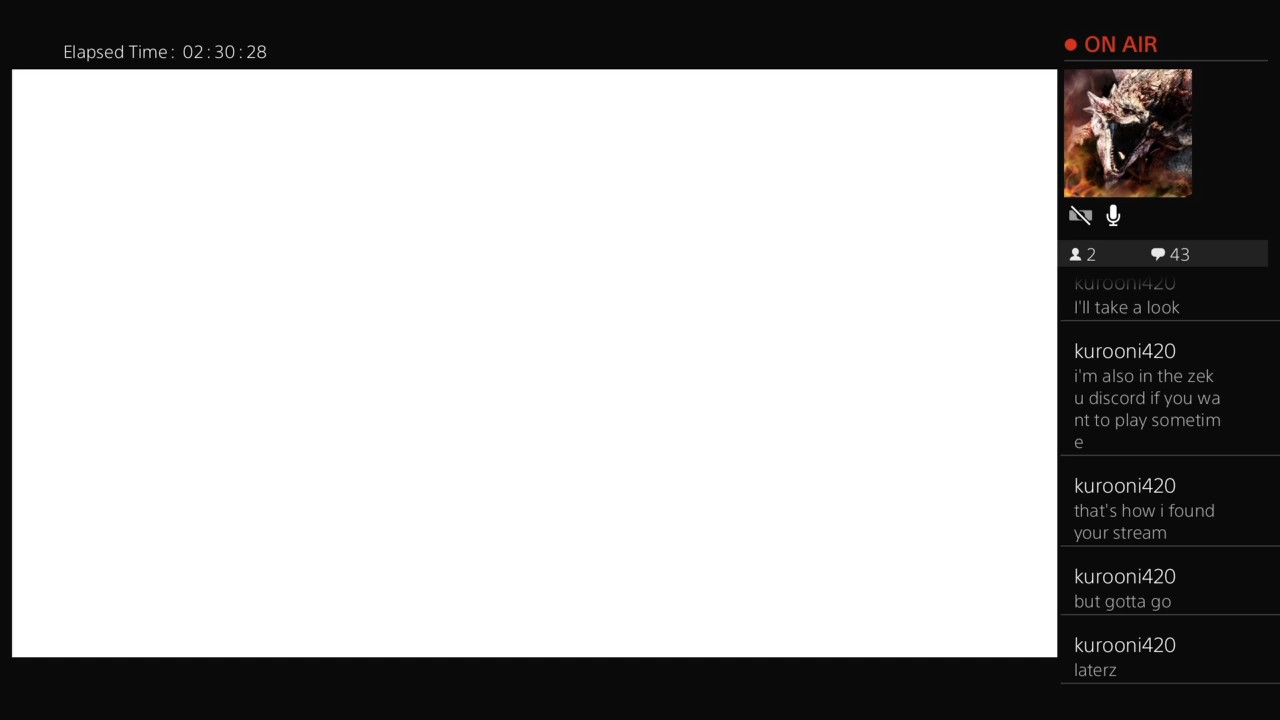 Elapsed Time: 02:30:28
ON AIR
2 43
kurooni420
I'll take a look
kurooni420
i'm also in the zek
u discord if you wa
nt to play sometim
e
kurooni420
that's how i found
your stream
kurooni420
but gotta go
kurooni420
laterz